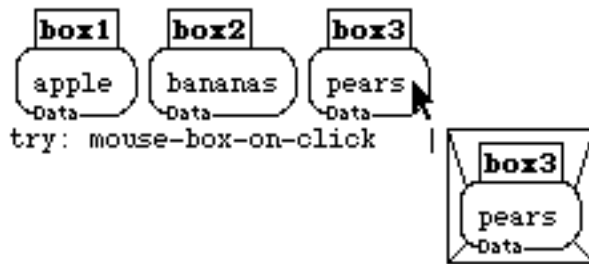 box1 box2 box3
apple bananas pears
Data Data Data
try: mouse-box-on-click |
box3
pears
Data